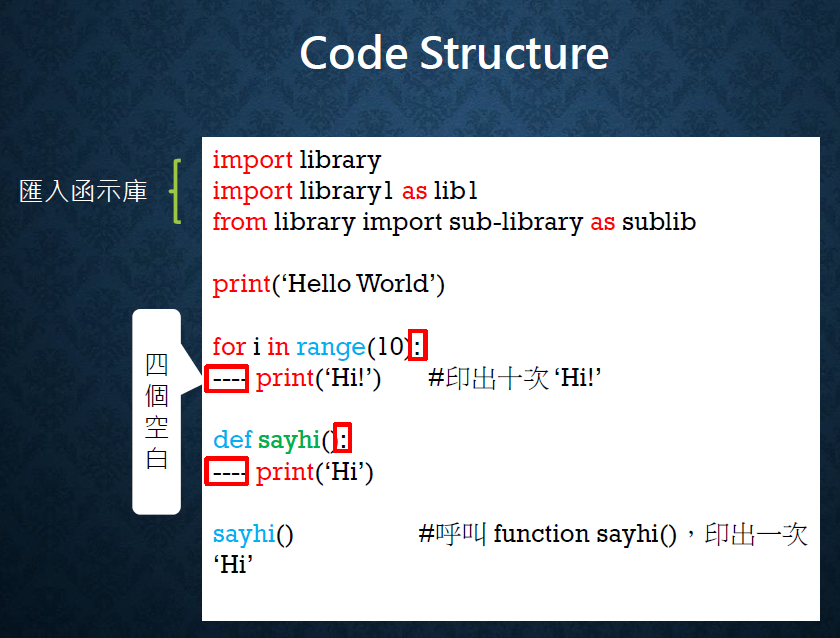 Code Structure
匯入函示庫
import library
import library1 as lib1
from library import sub-library as sublib
print(‘Hello World’)
四個空白
for i in range(10):
---- print(‘Hi!’) #印出十次 ‘Hi!’
def sayhi():
---- print(‘Hi’)
sayhi() #呼叫 function sayhi()，印出一次
‘Hi’